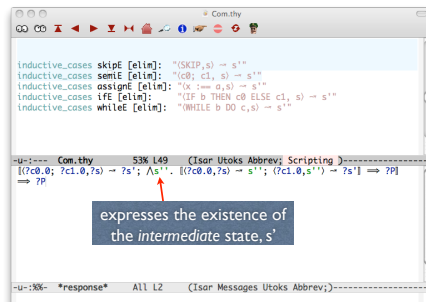 Com.thy
inductive_cases skipE [elim]: "⟨SKIP,s⟩ → s'"
inductive_cases semiE [elim]: "⟨c0; c1, s⟩ → s'"
inductive_cases assignE [elim]: "⟨x :== a,s⟩ → s'"
inductive_cases ifE [elim]: "⟨IF b THEN c0 ELSE c1, s⟩ → s'"
inductive_cases whileE [elim]: "⟨WHILE b DO c,s⟩ → s'"
-u-:--- Com.thy 53% L49 (Isar Utoks Abbrev; Scripting )----------
⟦⟨?c0.0; ?c1.0,?s⟩ → ?s'; ⋀s''. ⟦⟨?c0.0,?s⟩ → s''; ⟨?c1.0,s''⟩ → ?s'⟧ ⟹ ?P⟧
⟹ ?P
expresses the existence of
the intermediate state, s'
-u-:%%- *response* All L2 (Isar Messages Utoks Abbrev;)----------